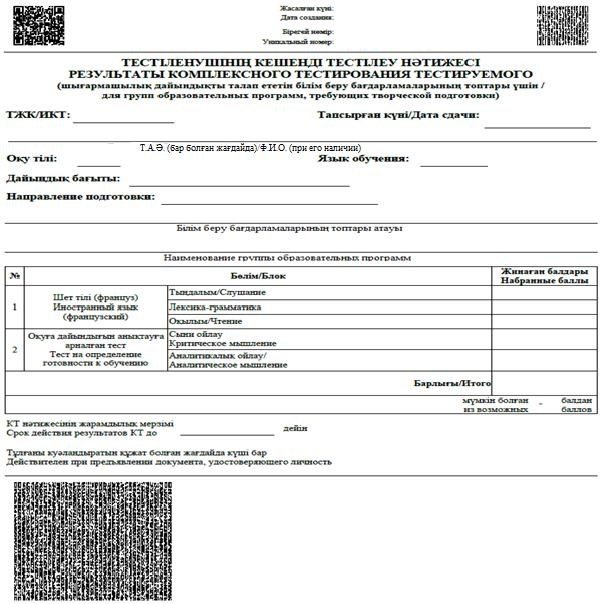 Жасалған күні:
Дата создания:
Бірегей нөмір:
Уникальный номер:
ТЕСТІЛЕНУШІНІҢ КЕШЕНДІ ТЕСТІЛЕУ НӘТИЖЕСІ
РЕЗУЛЬТАТЫ КОМПЛЕКСНОГО ТЕСТИРОВАНИЯ ТЕСТИРУЕМОГО
(шығармашылық дайындықты талап ететін білім беру бағдарламаларының топтары үшін /
для групп образовательных программ, требующих творческой подготовки)
ТЖК/ИКТ:
Тапсырған күні/Дата сдачи:
Т.А.Ә. (бар болған жағдайда)/Ф.И.О. (при его наличии)
Оқу тілі:
Язык обучения:
Дайындық бағыты:
Направление подготовки:
Білім беру бағдарламаларының топтары атауы
Наименование группы образовательных программ
№ Бөлім/Блок Жинаған балдары
Набранные баллы
1 Шет тілі (француз)
Иностранный язык
(французский)
Тыңдалым/Слушание
Лексика-грамматика
Оқылым/Чтение
2 Оқуға дайындығын анықтауға
арналған тест
Тест на определение
готовности к обучению
Сыни ойлау
Критическое мышление
Аналитикалық ойлау/
Аналитическое мышление
Барлығы/Итого
мүмкін болған - балдан
из возможных баллов
КТ нәтижесінің жарамдылық мерзімі
Срок действия результатов КТ до дейін
Тұлғаны куәландыратын құжат болған жағдайда күші бар
Действителен при предъявлении документа, удостоверяющего личность